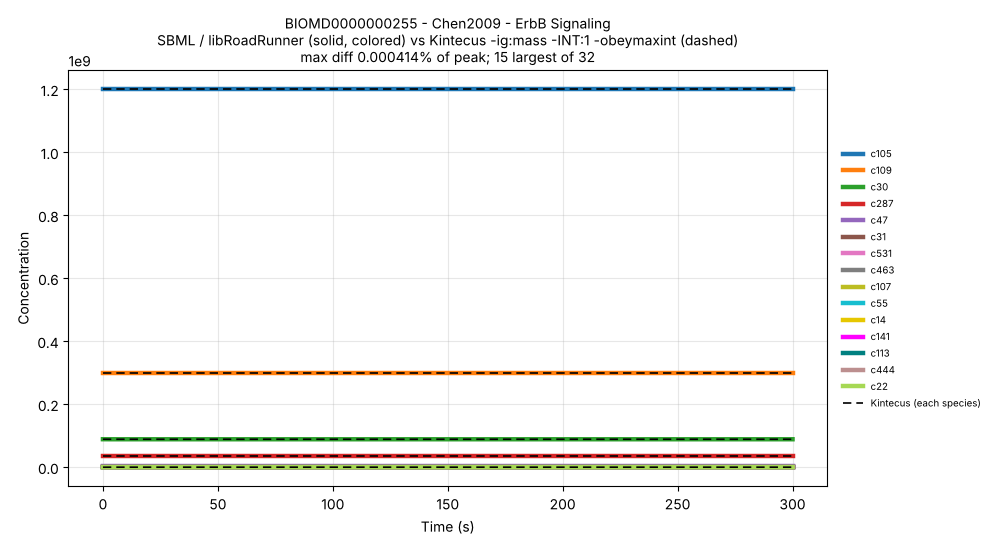 BIOMD0000000255 - Chen2009 - ErbB Signaling
SBML / libRoadRunner (solid, colored) vs Kintecus -ig:mass -INT:1 -obeymaxint (dashed)
max diff 0.000414% of peak; 15 largest of 32
1e9
1.2
1.0
0.8
0.6
0.4
0.2
0.0
Concentration
0 50 100 150 200 250 300
Time (s)
c105
c109
c30
c287
c47
c31
c531
c463
c107
c55
c14
c141
c113
c444
c22
Kintecus (each species)